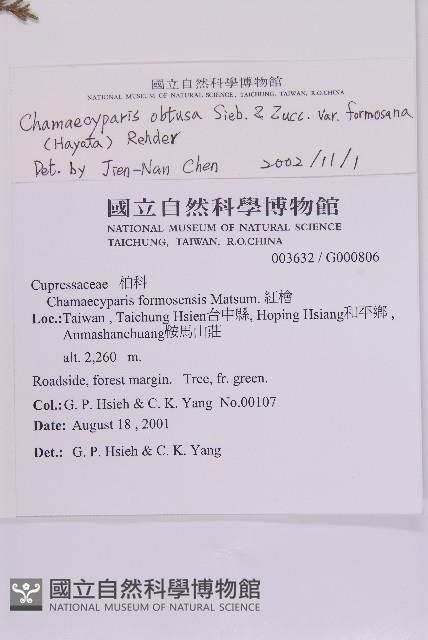 國立自然科學博物館
NATIONAL MUSEUM OF NATURAL SCIENCE, TAICHUNG, TAIWAN, R.O.CHINA
Chamaecyparis obtusa Sieb. & Zucc. var. formosana
(Hayata) Rehder
Det. by Jien-Nan Chen 2002/11/1
國立自然科學博物館
NATIONAL MUSEUM OF NATURAL SCIENCE
TAICHUNG, TAIWAN, R.O.CHINA
003632 / G000806
Cupressaceae 柏科
Chamaecyparis formosensis Matsum. 紅檜
Loc.:Taiwan , Taichung Hsien台中縣, Hoping Hsiang和平鄉 ,
Anmashanchuang鞍馬山莊
alt. 2,260 m.
Roadside, forest margin. Tree, fr. green.
Col.: G. P. Hsieh & C. K. Yang No.00107
Date: August 18 , 2001
Det.: G. P. Hsieh & C. K. Yang
國立自然科學博物館
NATIONAL MUSEUM OF NATURAL SCIENCE